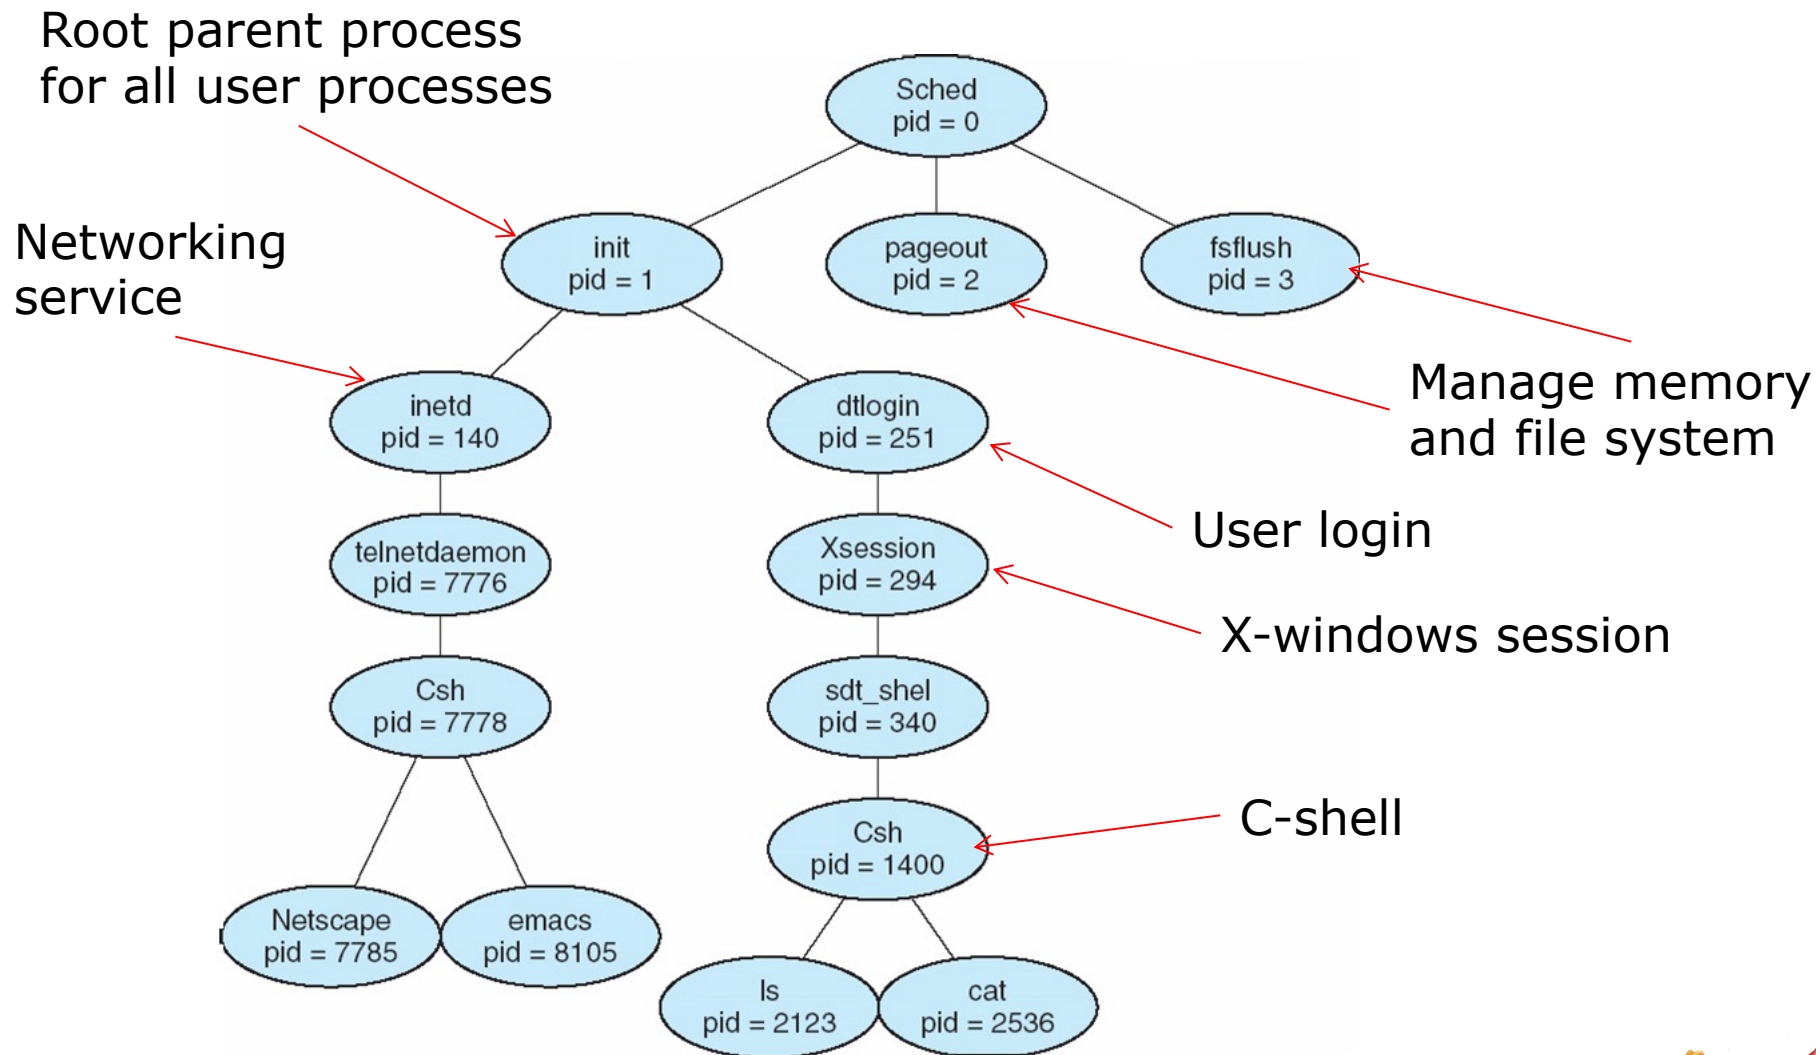 Root parent process
for all user processes
Sched
pid = 0
Networking
service
init
pid = 1
pageout
pid = 2
fsflush
pid = 3
Manage memory
and file system
inetd
pid = 140
dtlogin
pid = 251
User login
telnetdaemon
pid = 7776
Xsession
pid = 294
X-windows session
Csh
pid = 7778
sdt_shel
pid = 340
Csh
pid = 1400
C-shell
Netscape
pid = 7785
emacs
pid = 8105
ls
pid = 2123
cat
pid = 2536